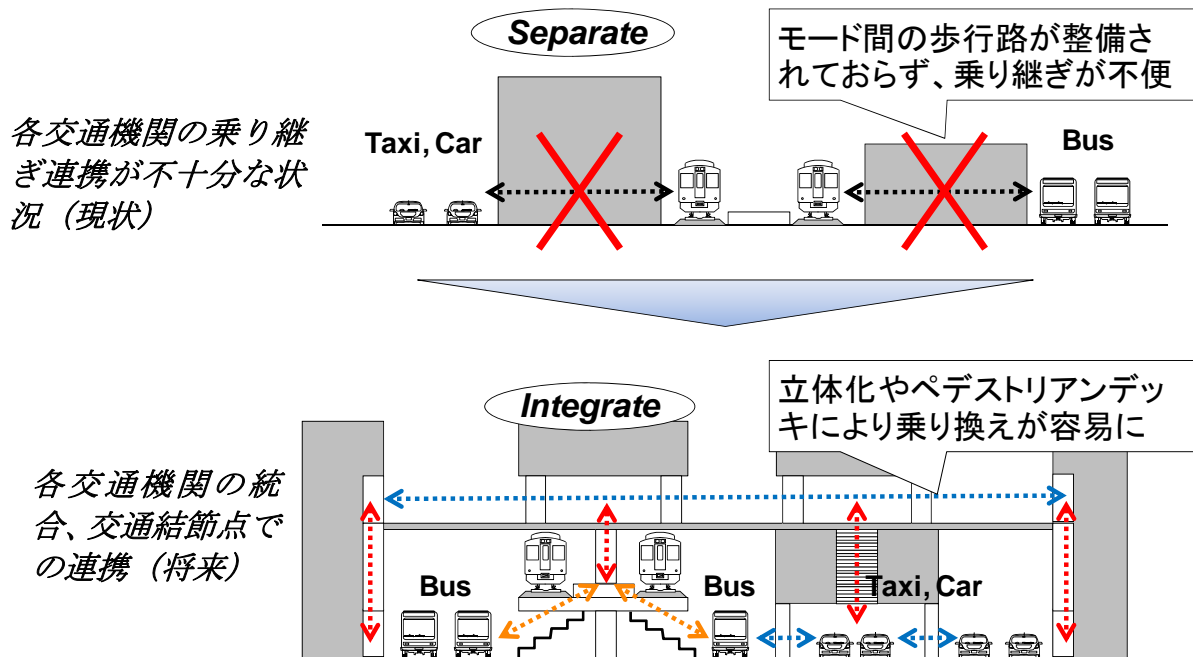 Separate
モード間の歩行路が整備さ
れておらず、乗り継ぎが不便
各交通機関の乗り継
ぎ連携が不十分な状
況（現状）
Taxi, Car
Bus
Integrate
立体化やペデストリアンデッ
キにより乗り換えが容易に
各交通機関の統
合、交通結節点で
の連携（将来）
Bus
Bus
Taxi, Car